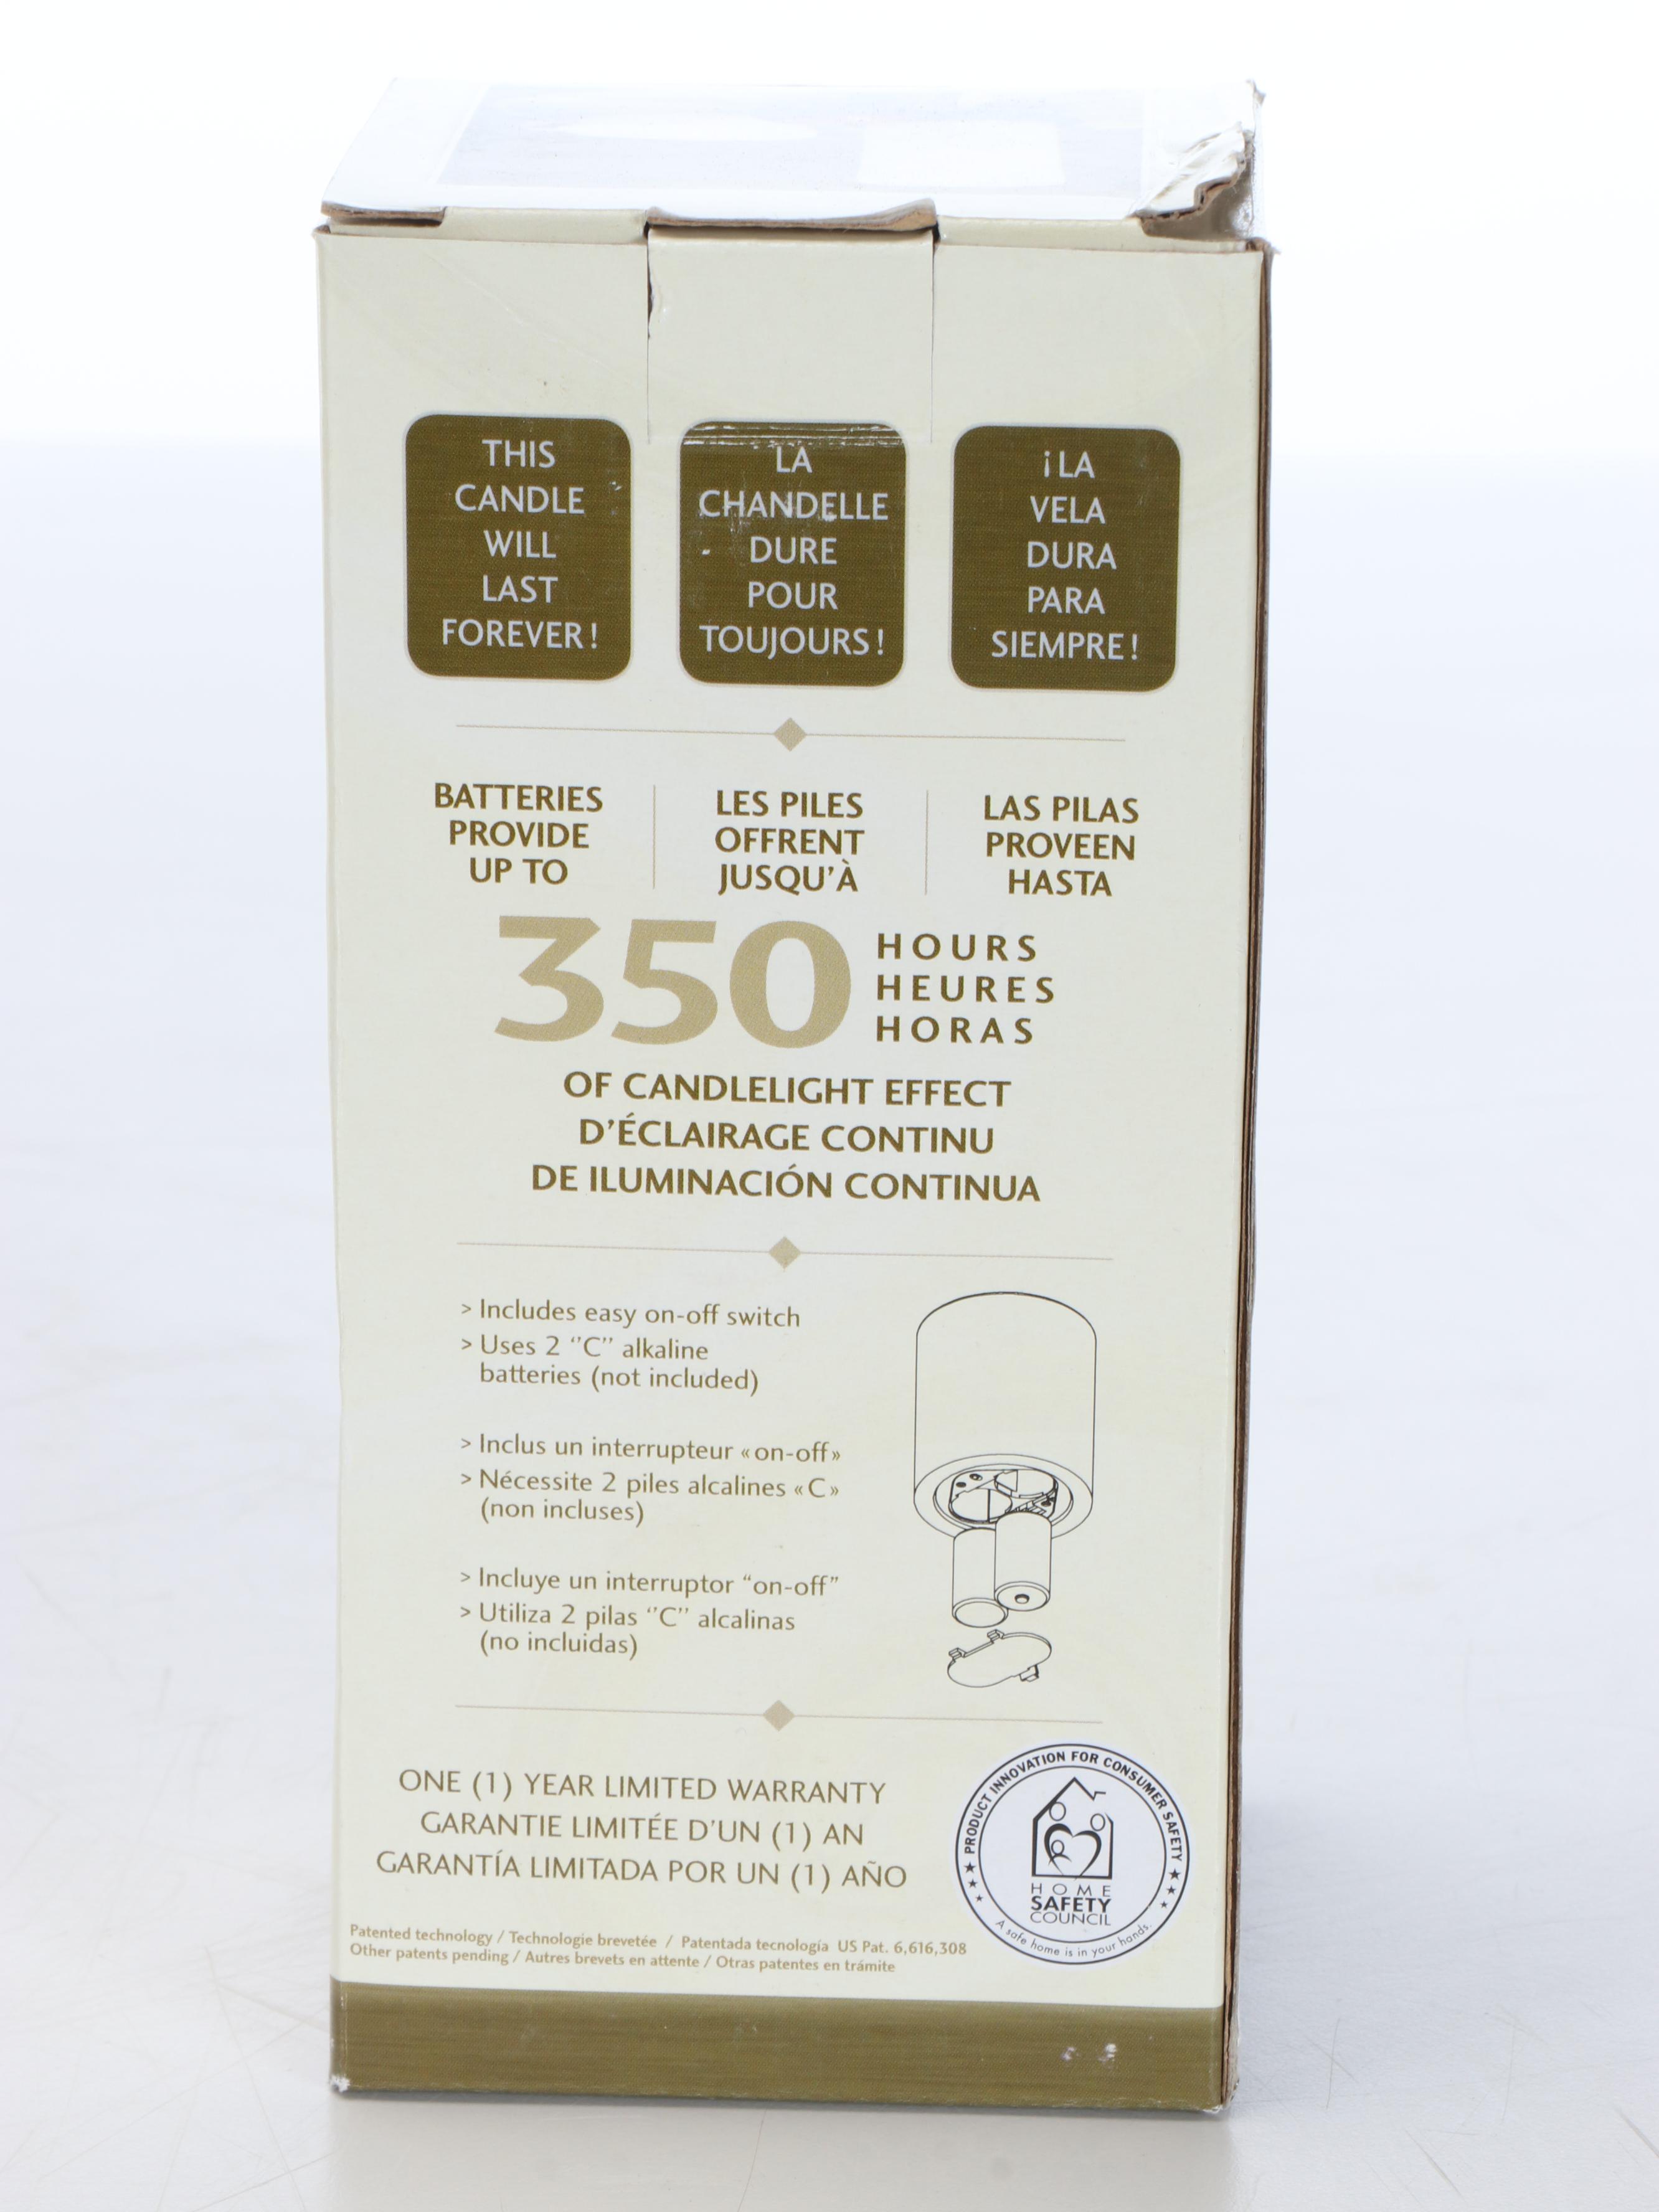 THIS
CANDLE
WILL
LAST
FOREVER!
LA
CHANDELLE
DURE
POUR
TOUJOURS!
¡LA
VELA
DURA
PARA
SIEMPRE!
BATTERIES
PROVIDE
UP TO
LES PILES
OFFRENT
JUSQU'À
LAS PILAS
PROVEEN
HASTA
350
HOURS
HEURES
HORAS
OF CANDLELIGHT EFFECT
D'ÉCLAIRAGE CONTINU
DE ILUMINACIÓN CONTINUA
> Includes easy on-off switch
> Uses 2 "C" alkaline
batteries (not included)
> Inclus un interrupteur «on-off»
> Nécessite 2 piles alcalines «C»
(non incluses)
> Incluye un interruptor "on-off"
> Utiliza 2 pilas "C" alcalinas
(no incluidas)
ONE (1) YEAR LIMITED WARRANTY
GARANTIE LIMITÉE D'UN (1) AN
GARANTÍA LIMITADA POR UN (1) AÑO
PRODUCT INNOVATION FOR CONSUMER SAFETY
HOME
SAFETY
COUNCIL
A safe home is in your hands.
Patented technology / Technologie brevetée / Patentada tecnología US Pat. 6,616,308
Other patents pending / Autres brevets en attente / Otras patentes en trámite